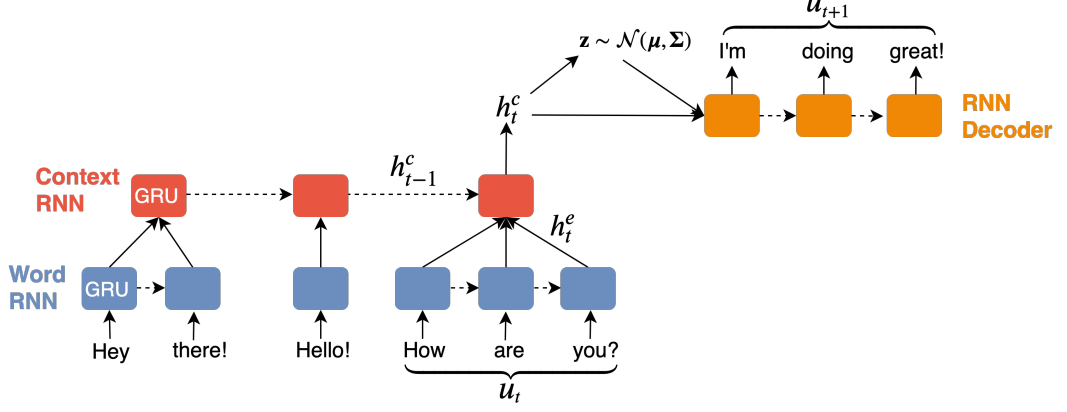 u_{t+1}
z ~ 𝒩(μ, Σ)
I'm doing great!
h_t^c
RNN
Decoder
Context
RNN
GRU
h_{t-1}^c
h_t^e
Word
RNN
GRU
Hey there! Hello! How are you?
u_t